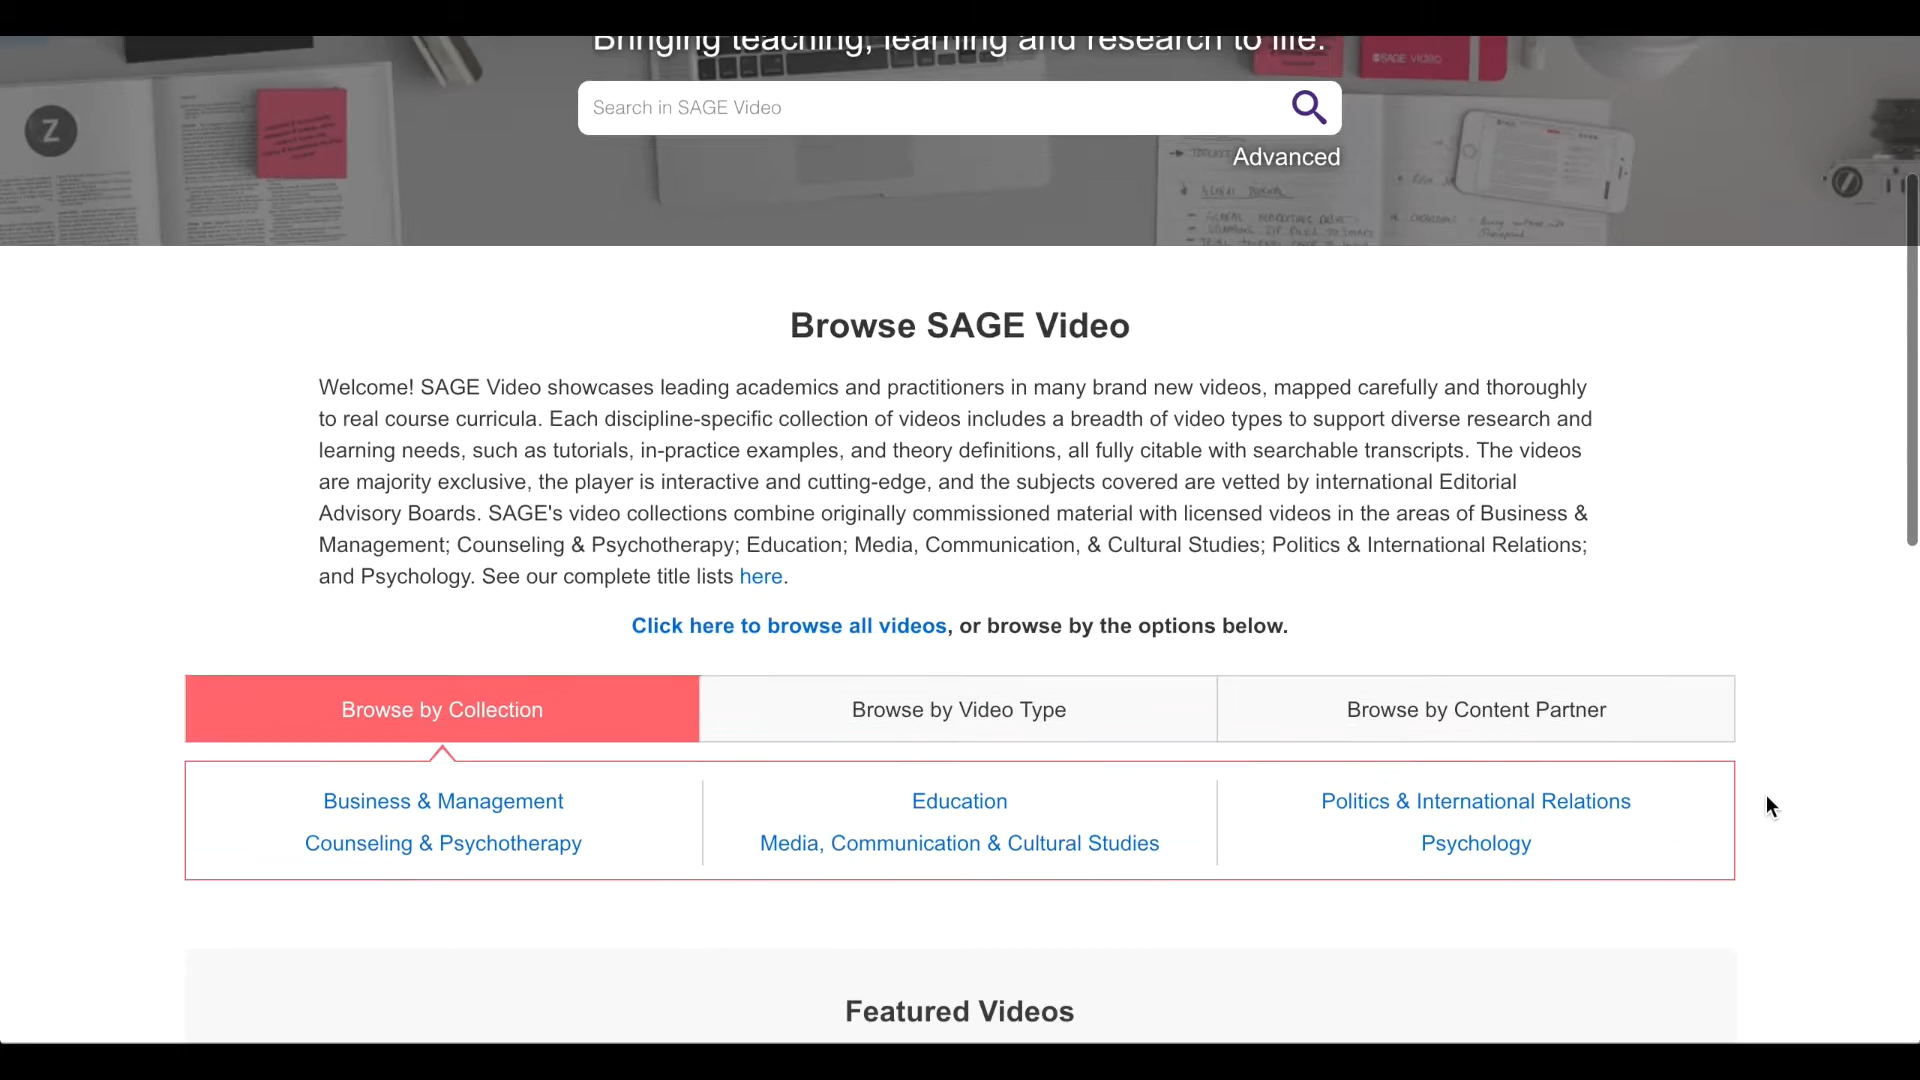 Bringing teaching, learning and research to life.
SAGE video
Z
Search in SAGE Video
Advanced
Browse SAGE Video
Welcome! SAGE Video showcases leading academics and practitioners in many brand new videos, mapped carefully and thoroughly
to real course curricula. Each discipline-specific collection of videos includes a breadth of video types to support diverse research and
learning needs, such as tutorials, in-practice examples, and theory definitions, all fully citable with searchable transcripts. The videos
are majority exclusive, the player is interactive and cutting-edge, and the subjects covered are vetted by international Editorial
Advisory Boards. SAGE's video collections combine originally commissioned material with licensed videos in the areas of Business &
Management; Counseling & Psychotherapy; Education; Media, Communication, & Cultural Studies; Politics & International Relations;
and Psychology. See our complete title lists here.
Click here to browse all videos, or browse by the options below.
Browse by Collection
Browse by Video Type
Browse by Content Partner
Business & Management
Education
Politics & International Relations
Counseling & Psychotherapy
Media, Communication & Cultural Studies
Psychology
Featured Videos